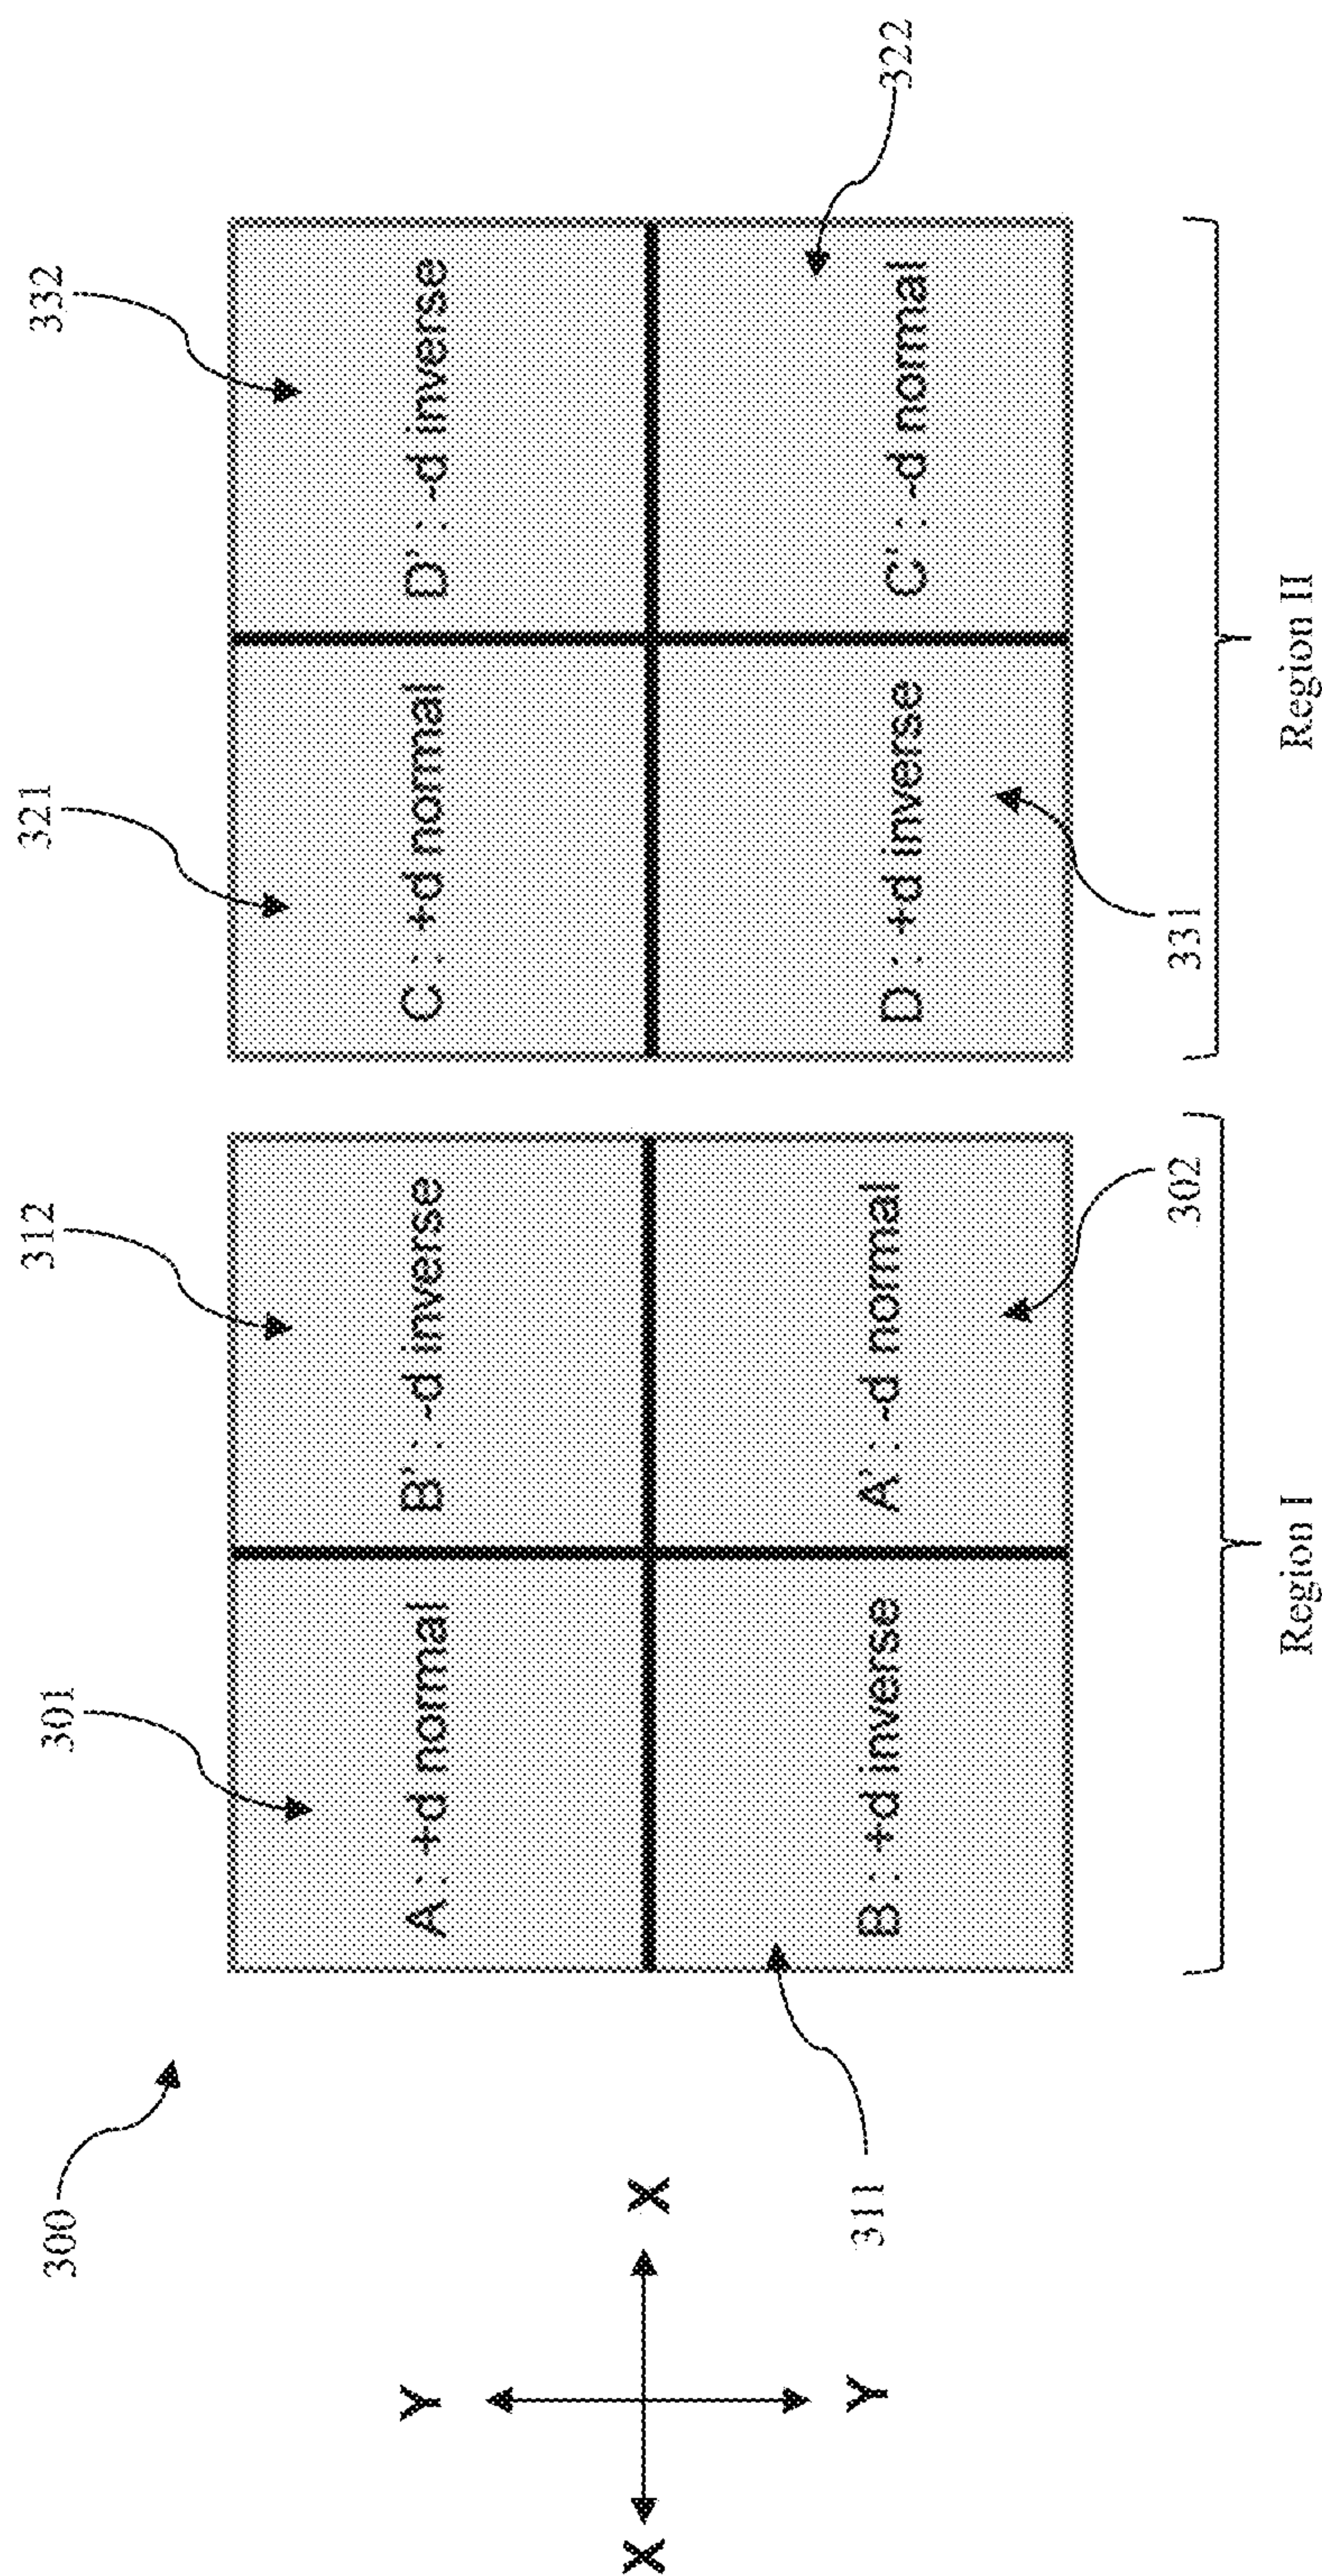 300
301
312
321
332
A : +d normal
B' : -d inverse
C : +d normal
D' : -d inverse
Y
X
X
Y
B : +d inverse
A' : -d normal
D : +d inverse
C' : -d normal
311
302
331
322
Region I
Region II